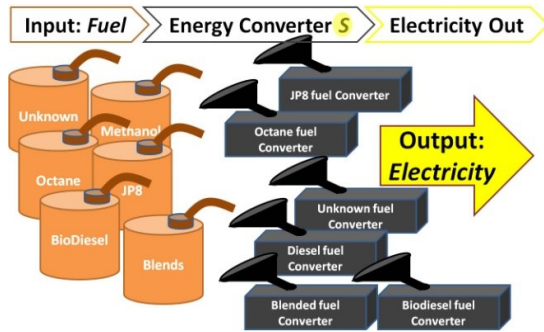 Input: Fuel
Energy Converter S
Electricity Out
Unknown
Methanol
Octane
JP8
BioDiesel
Blends
JP8 fuel Converter
Octane fuel
Converter
Unknown fuel
Converter
Diesel fuel
Converter
Blended fuel
Converter
Biodiesel fuel
Converter
Output:
Electricity